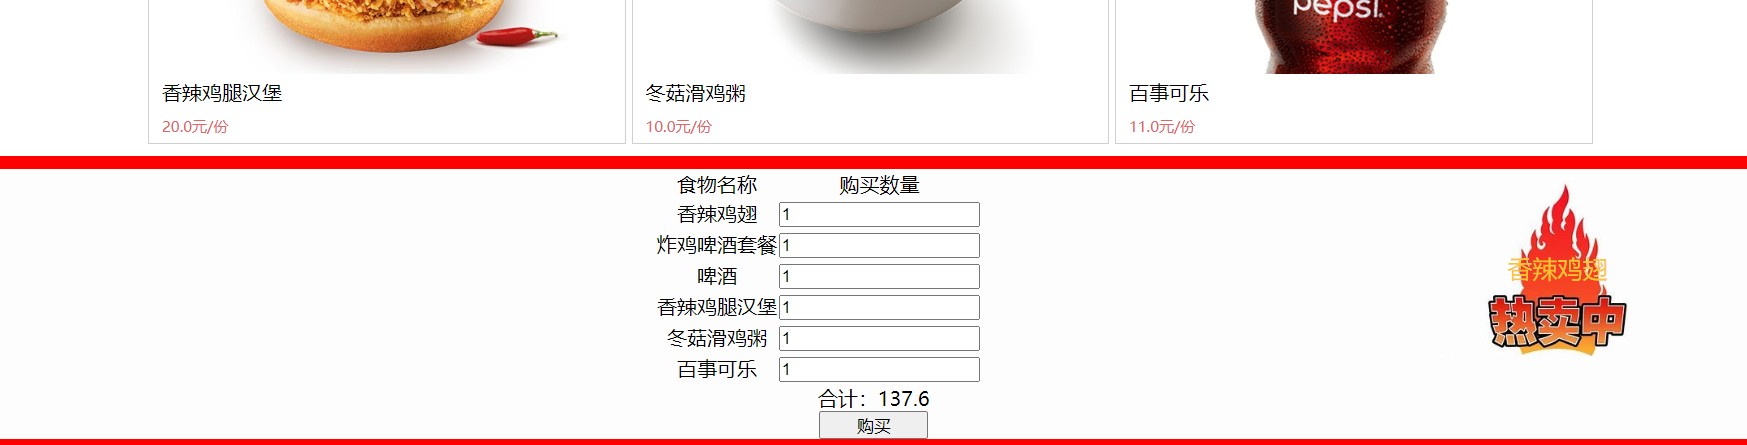 pepsi
香辣鸡腿汉堡 冬菇滑鸡粥 百事可乐
20.0元/份 10.0元/份 11.0元/份
食物名称 购买数量
香辣鸡翅 1
炸鸡啤酒套餐 1
啤酒 1
香辣鸡腿汉堡 1
冬菇滑鸡粥 1
百事可乐 1
合计：137.6
购买
香辣鸡翅
热卖中